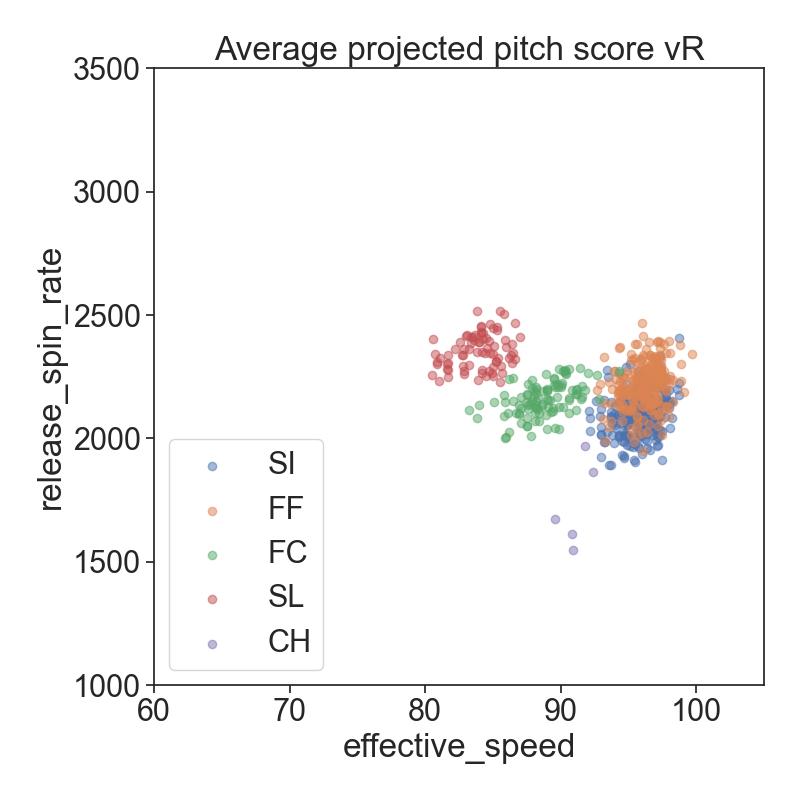 Average projected pitch score vR
3500
3000
2500
2000
1500
1000
release_spin_rate
SI
FF
FC
SL
CH
60 70 80 90 100
effective_speed